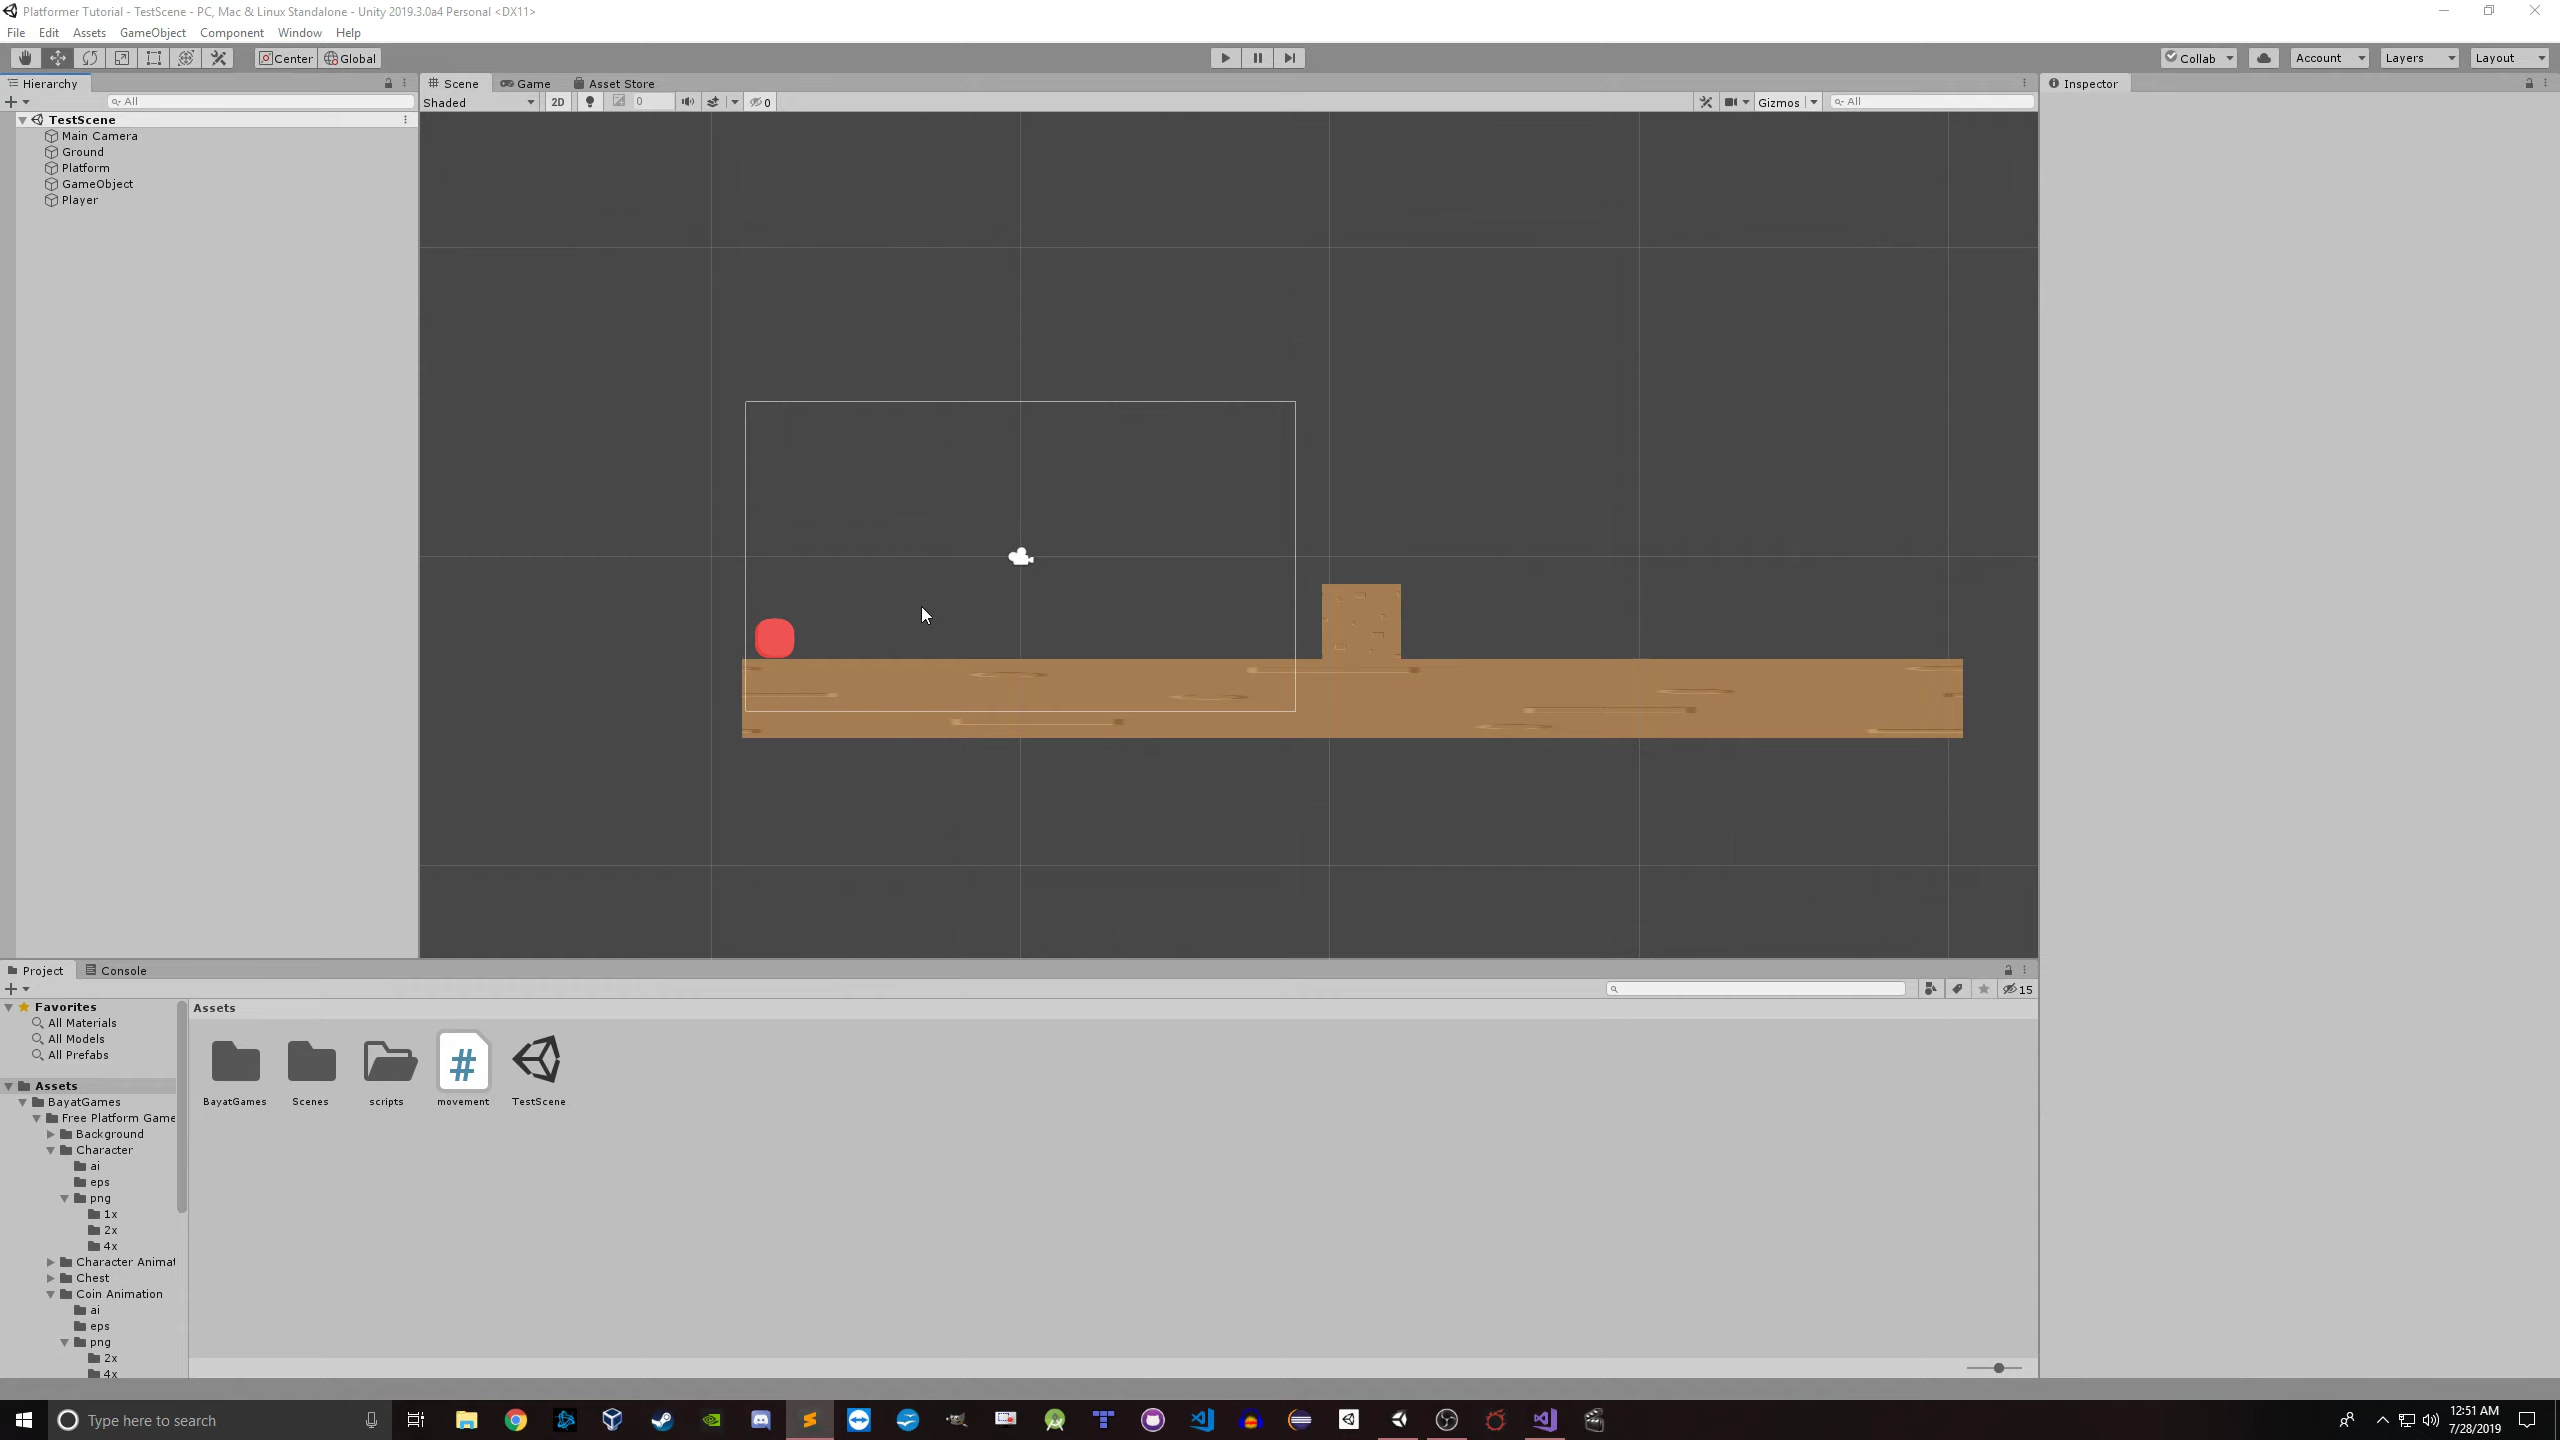 Platformer Tutorial - TestScene - PC, Mac & Linux Standalone - Unity 2019.3.0a4 Personal <DX11>
File Edit Assets GameObject Component Window Help
Center Global Collab Account Layers Layout
Hierarchy
All
TestScene
Main Camera
Ground
Platform
GameObject
Player
Scene Game Asset Store
Shaded 2D 0 0 Gizmos All
Inspector
Project Console
15
Favorites
All Materials
All Models
All Prefabs
Assets
BayatGames
Free Platform Game
Background
Character
ai
eps
png
1x
2x
4x
Character Animat
Chest
Coin Animation
ai
eps
png
2x
4x
Assets
BayatGames Scenes scripts movement TestScene
Type here to search
12:51 AM
7/28/2019